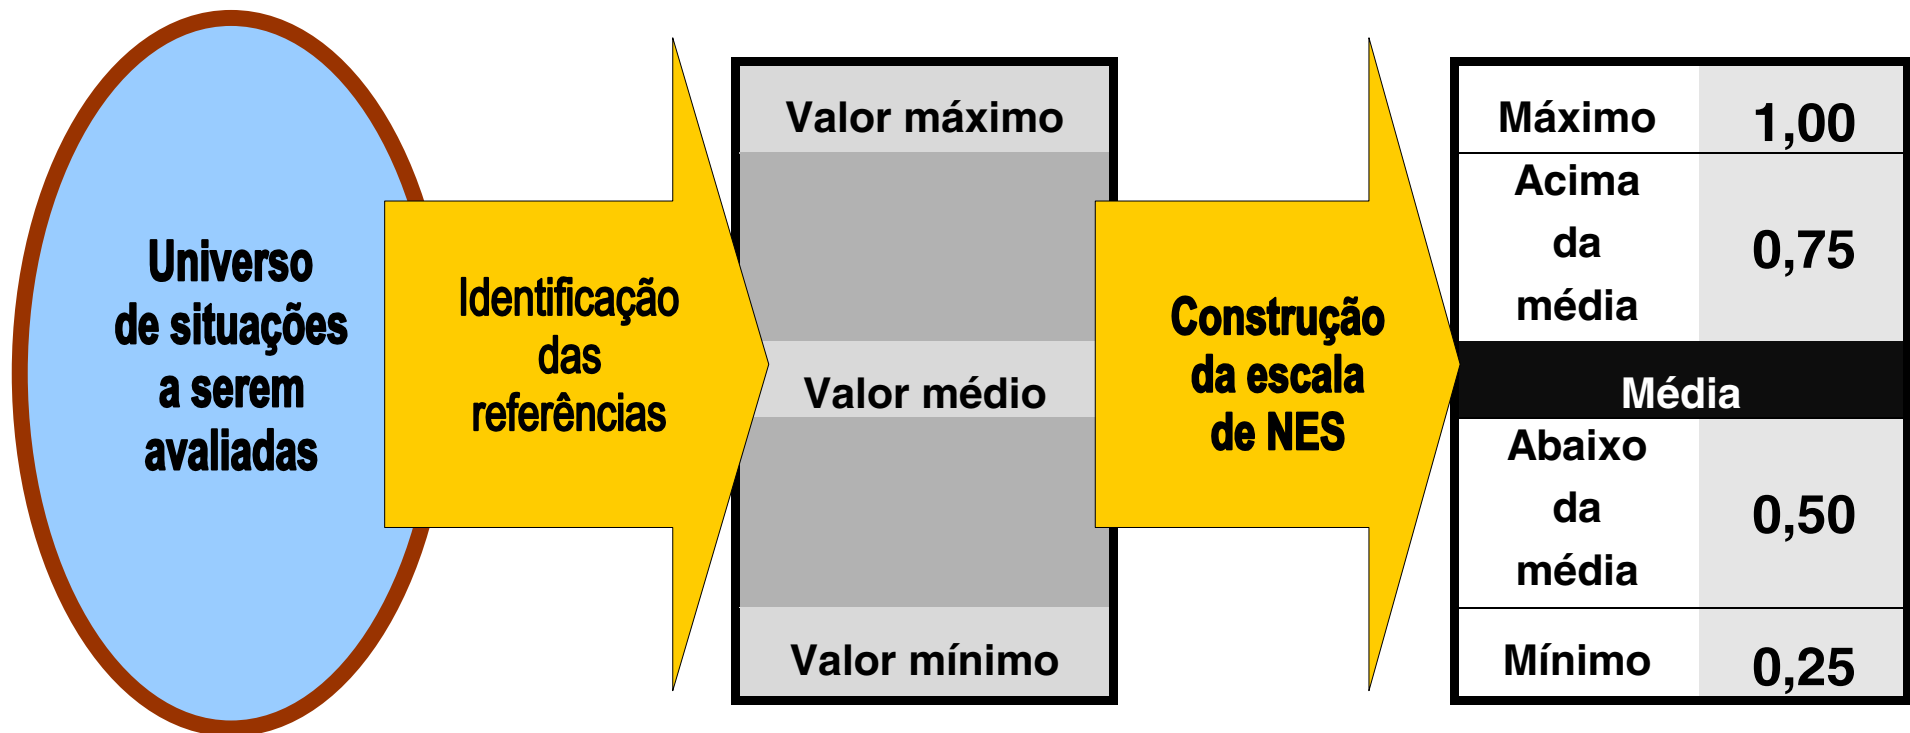 Universo
de situações
a serem
avaliadas
Identificação
das
referências
Valor máximo
Valor médio
Valor mínimo
Construção
da escala
de NES
Máximo 1,00
Acima
da
média
0,75
Média
Abaixo
da
média
0,50
Mínimo 0,25